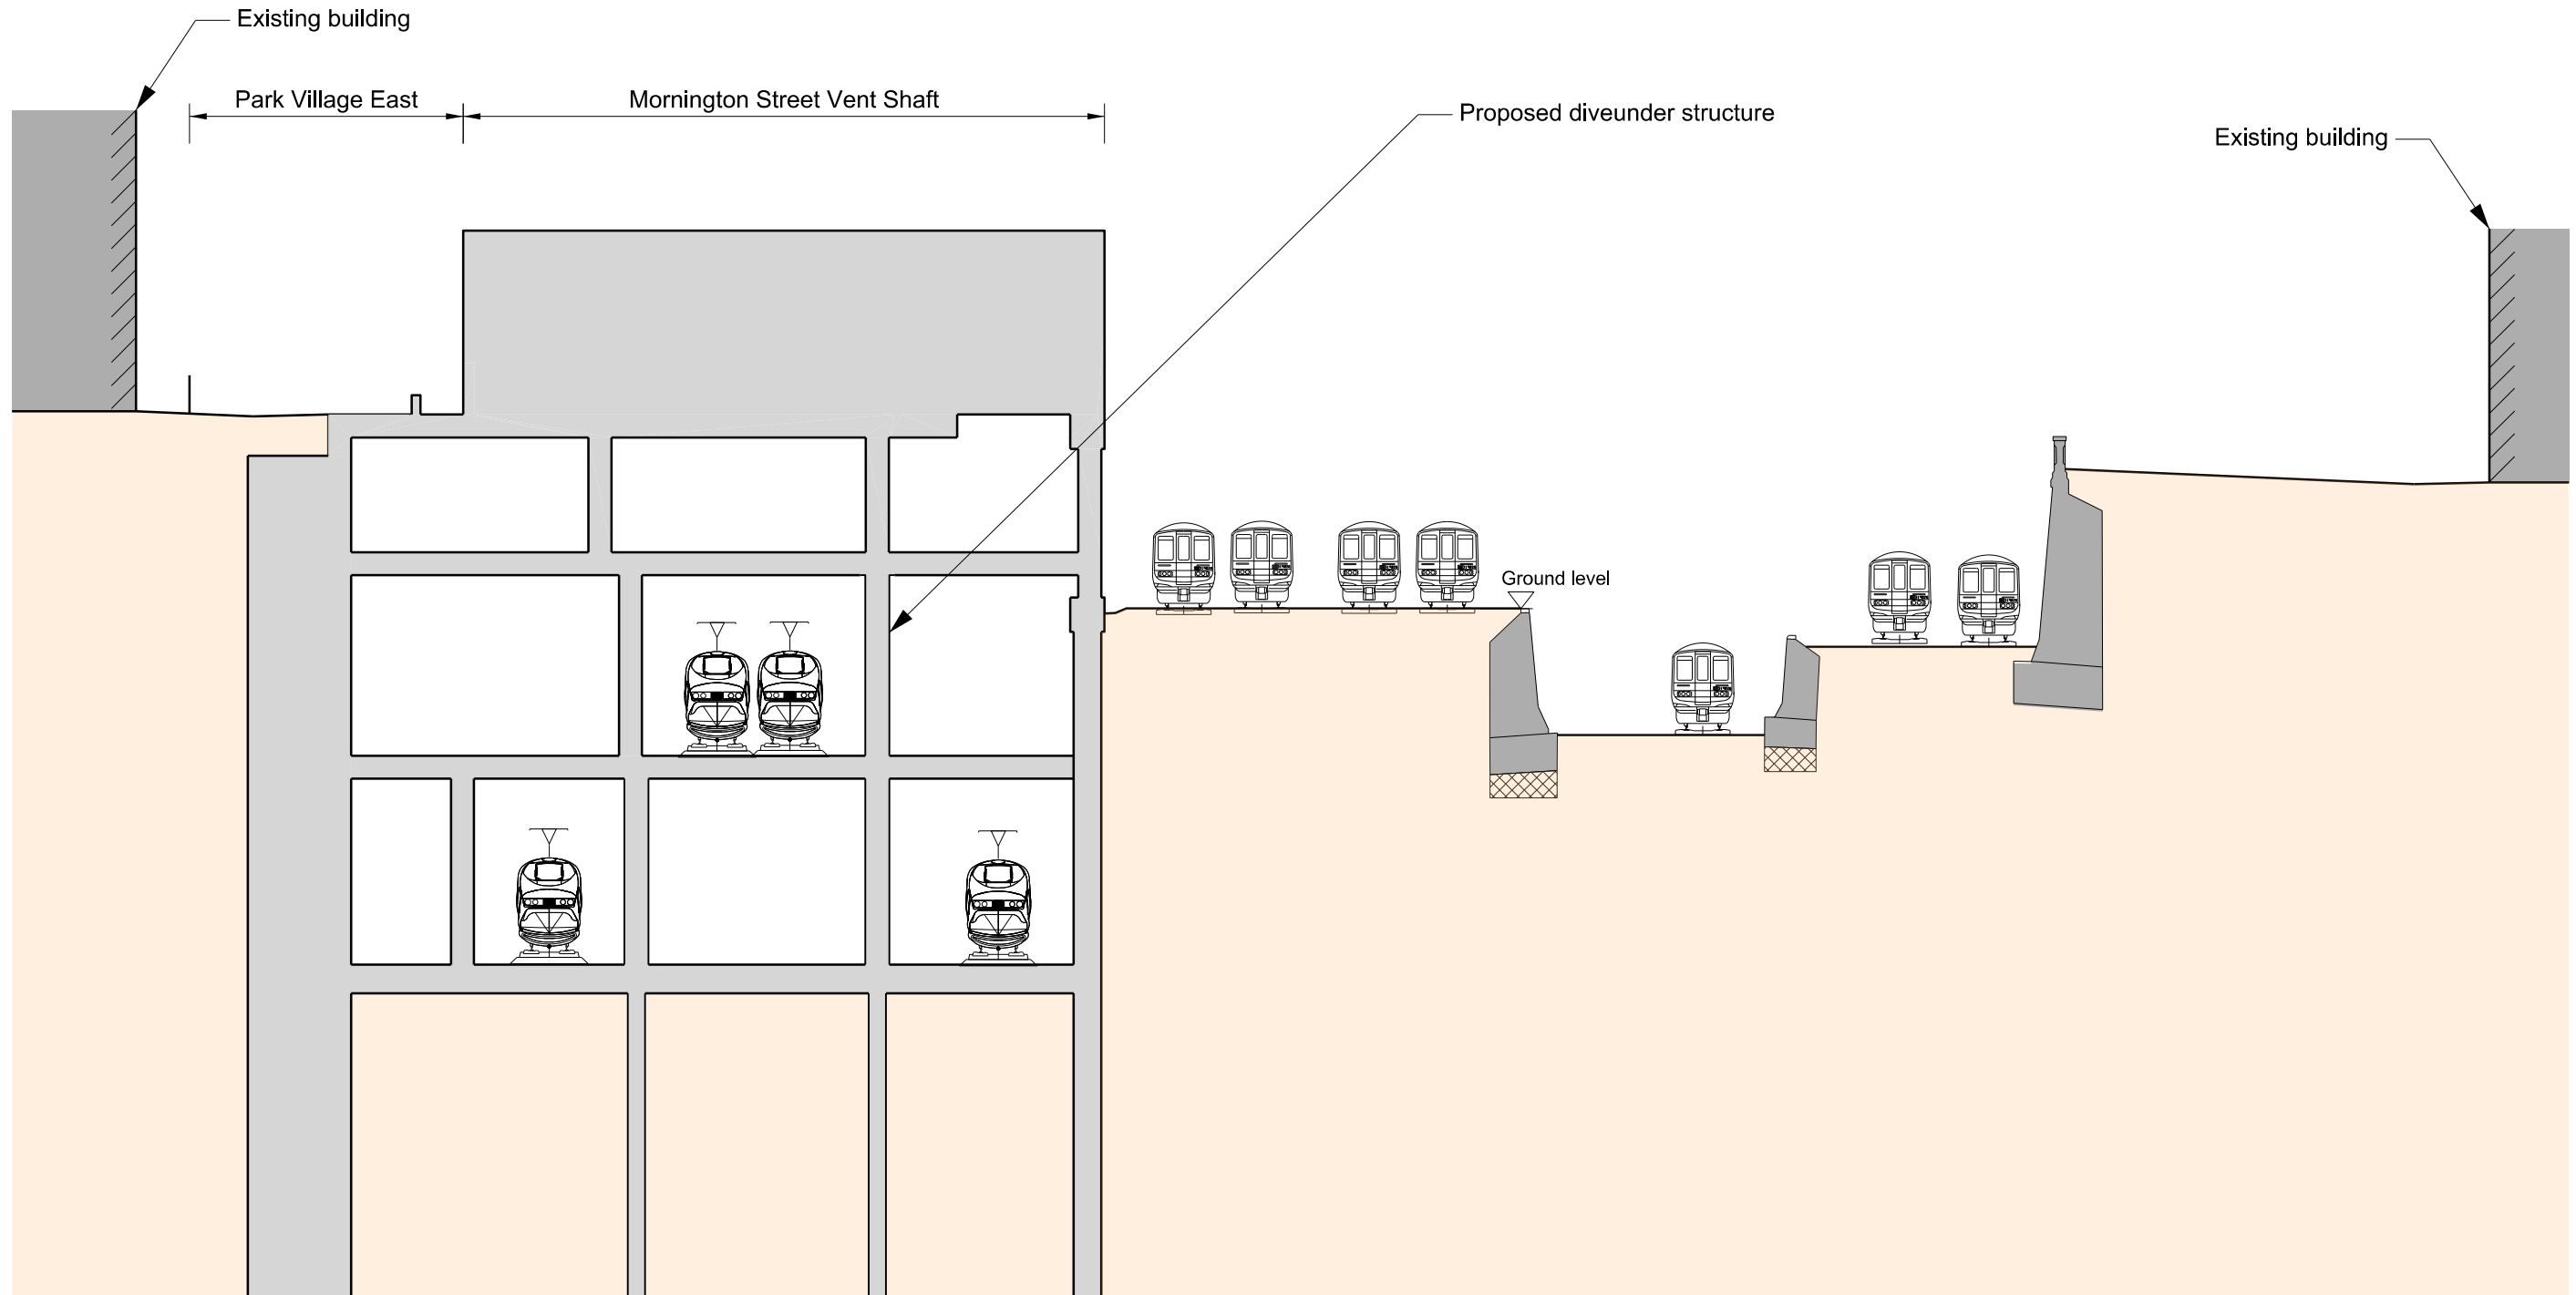 Existing building
Park Village East
Mornington Street Vent Shaft
Proposed diveunder structure
Existing building
Ground level